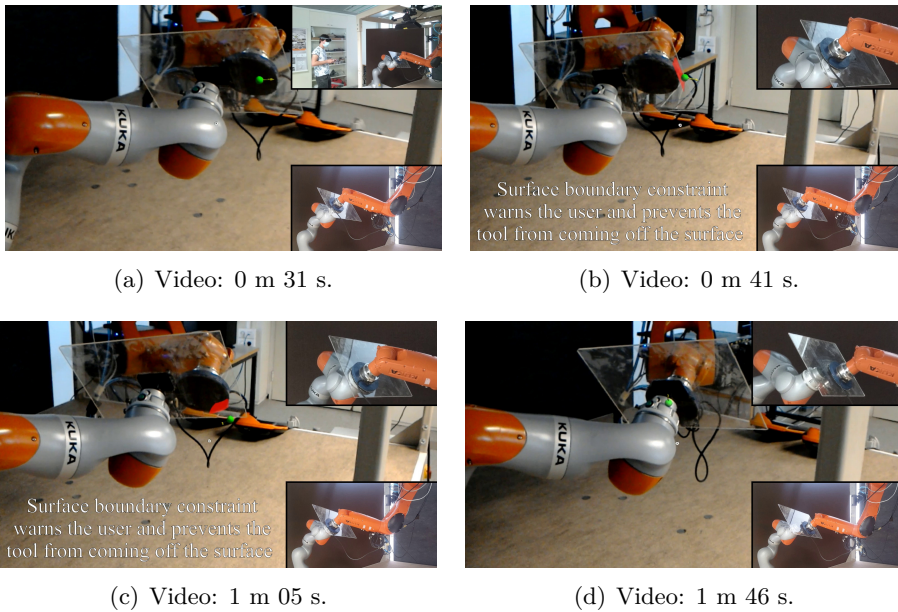 KUKA
KUKA
Surface boundary constraint
warns the user and prevents the
tool from coming off the surface
(a) Video: 0 m 31 s.
(b) Video: 0 m 41 s.
KUKA
Surface boundary constraint
warns the user and prevents the
tool from coming off the surface
KUKA
(c) Video: 1 m 05 s.
(d) Video: 1 m 46 s.